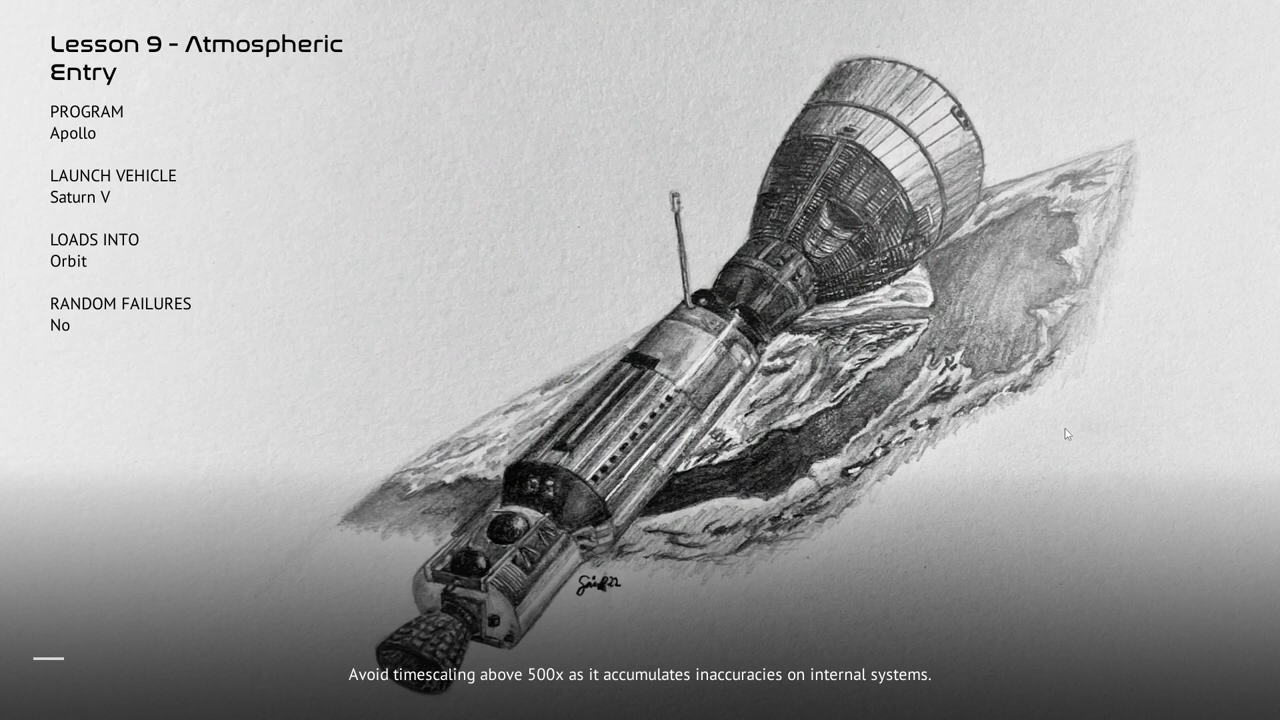 Lesson 9 - Atmospheric
Entry
PROGRAM
Apollo
LAUNCH VEHICLE
Saturn V
LOADS INTO
Orbit
RANDOM FAILURES
No
Avoid timescaling above 500x as it accumulates inaccuracies on internal systems.